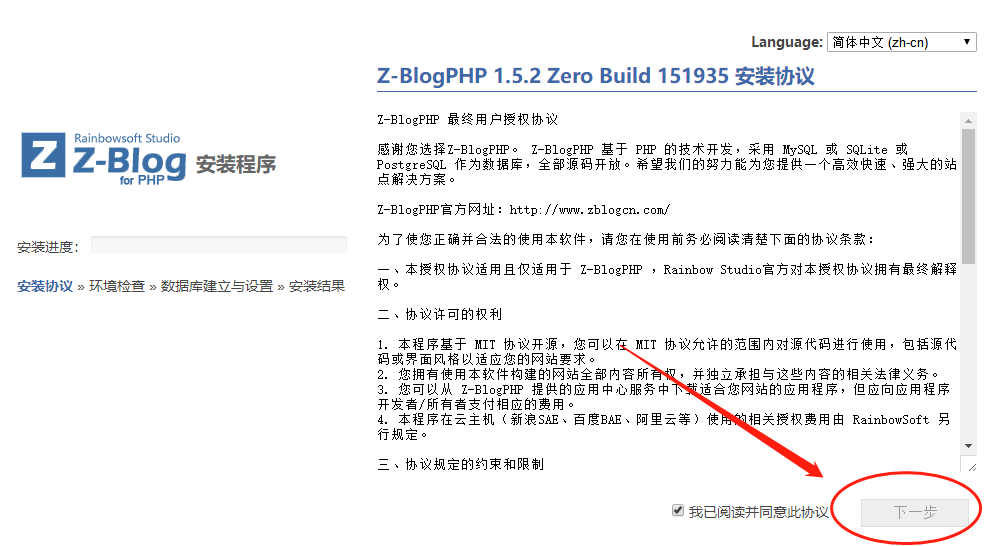 Language: 简体中文 (zh-cn)
Z-BlogPHP 1.5.2 Zero Build 151935 安装协议
Rainbowsoft Studio
Z Z-Blog 安装程序
for PHP
安装进度：
安装协议 » 环境检查 » 数据库建立与设置 » 安装结果
Z-BlogPHP 最终用户授权协议
感谢您选择Z-BlogPHP。 Z-BlogPHP 基于 PHP 的技术开发，采用 MySQL 或 SQLite 或
PostgreSQL 作为数据库，全部源码开放。希望我们的努力能为您提供一个高效快速、强大的站
点解决方案。
Z-BlogPHP官方网址：http://www.zblogcn.com/
为了使您正确并合法的使用本软件，请您在使用前务必阅读清楚下面的协议条款：
一、本授权协议适用且仅适用于 Z-BlogPHP ，Rainbow Studio官方对本授权协议拥有最终解释
权。
二、协议许可的权利
1. 本程序基于 MIT 协议开源，您可以在 MIT 协议允许的范围内对源代码进行使用，包括源代
码或界面风格以适应您的网站要求。
2. 您拥有使用本软件构建的网站全部内容所有权，并独立承担与这些内容的相关法律义务。
3. 您可以从 Z-BlogPHP 提供的应用中心服务中下载适合您网站的应用程序，但应向应用程序
开发者/所有者支付相应的费用。
4. 本程序在云主机（新浪SAE、百度BAE、阿里云等）使用的相关授权费用由 RainbowSoft 另
行规定。
三、协议规定的约束和限制
我已阅读并同意此协议
下一步